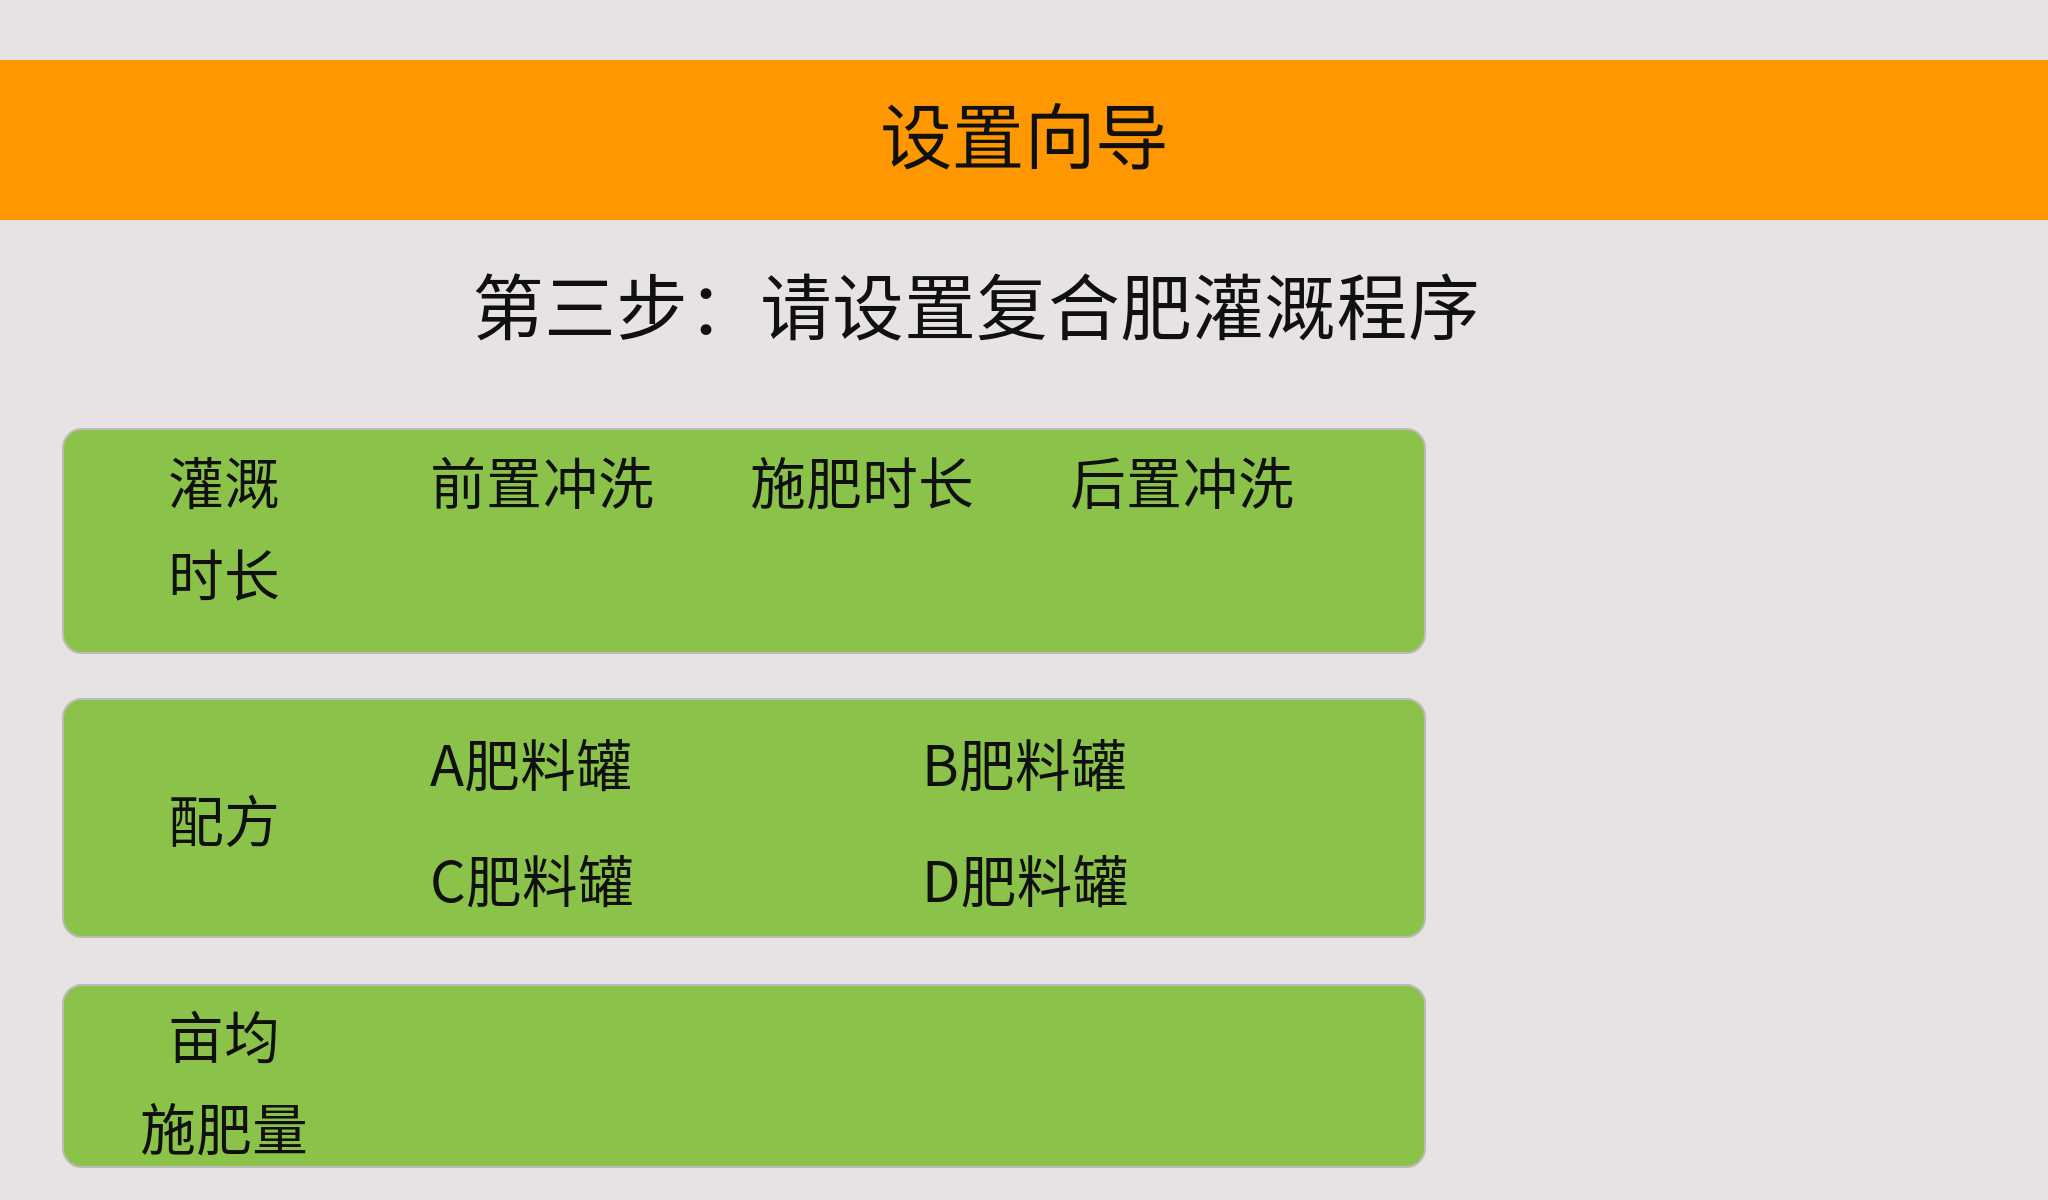 设置向导
第三步：请设置复合肥灌溉程序
灌溉 前置冲洗 施肥时长 后置冲洗
时长
A肥料罐 B肥料罐
配方
C肥料罐 D肥料罐
亩均
施肥量